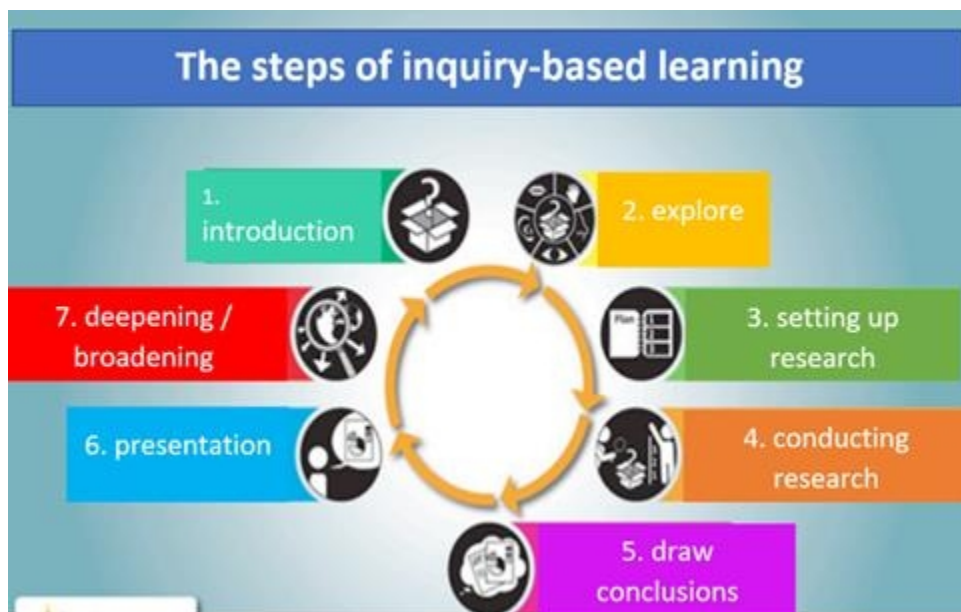 The steps of inquiry-based learning
1.
introduction
2. explore
3. setting up
research
Plan
4. conducting
research
5. draw
conclusions
6. presentation
7. deepening /
broadening